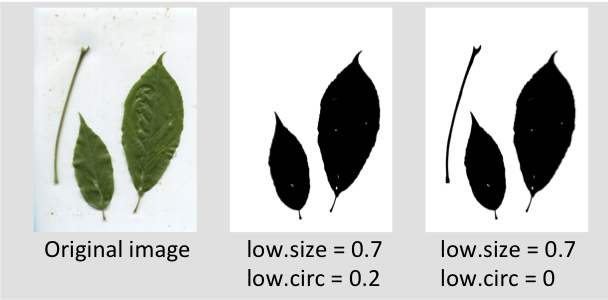 Original image
low.size = 0.7
low.circ = 0.2
low.size = 0.7
low.circ = 0